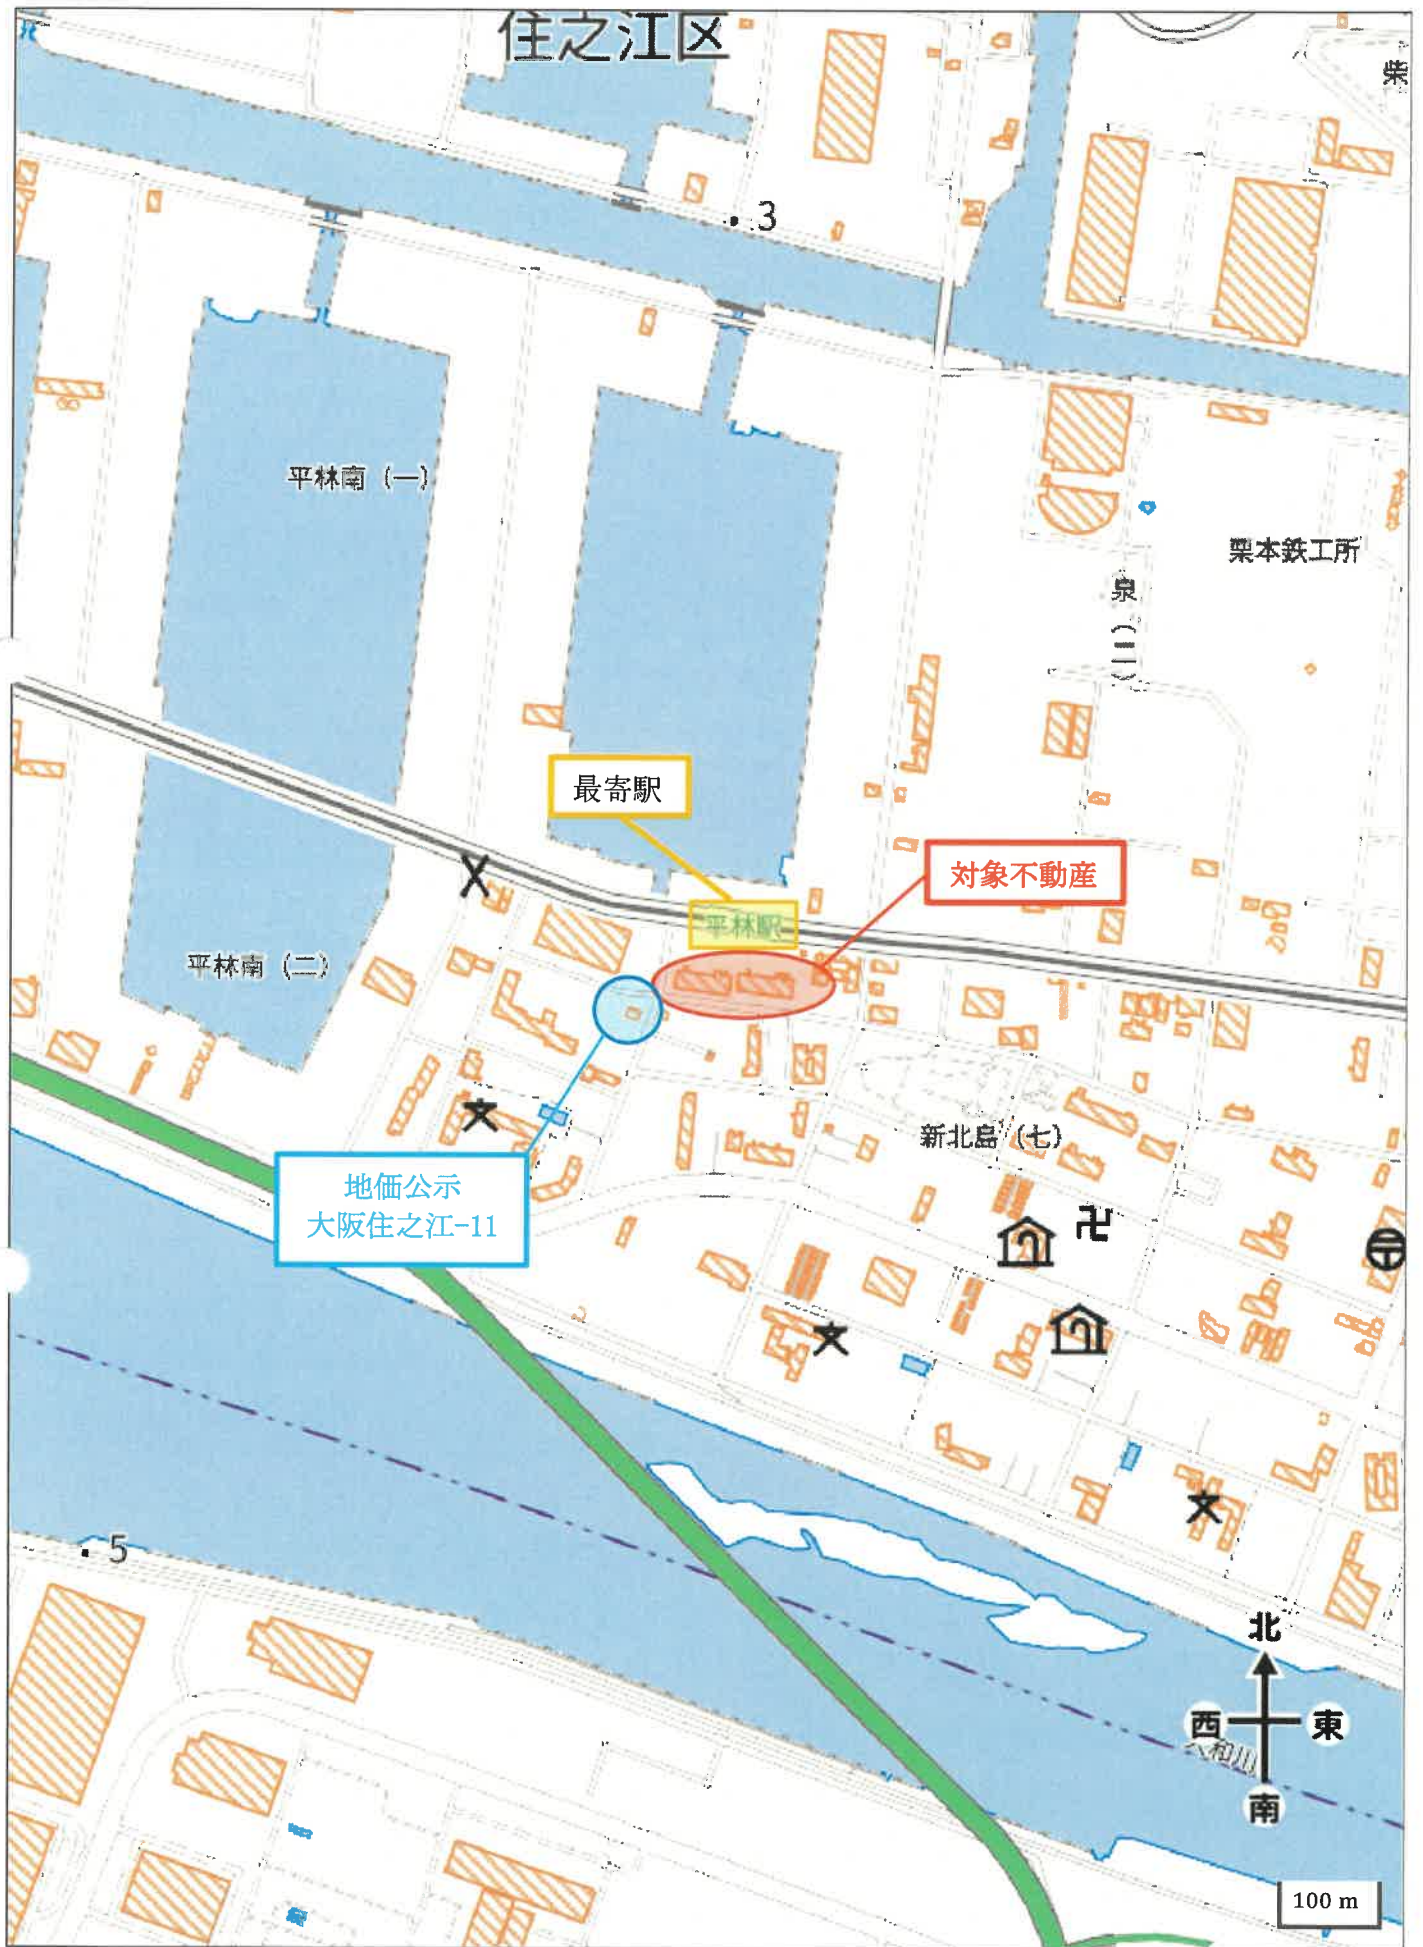 住之江区
3
平林南 (一)
栗本鉄工所
泉 (二)
最寄駅
対象不動産
平林駅
平林南 (二)
新北島 (七)
地価公示
大阪住之江-11
卍
5
北
西
東
南
100 m